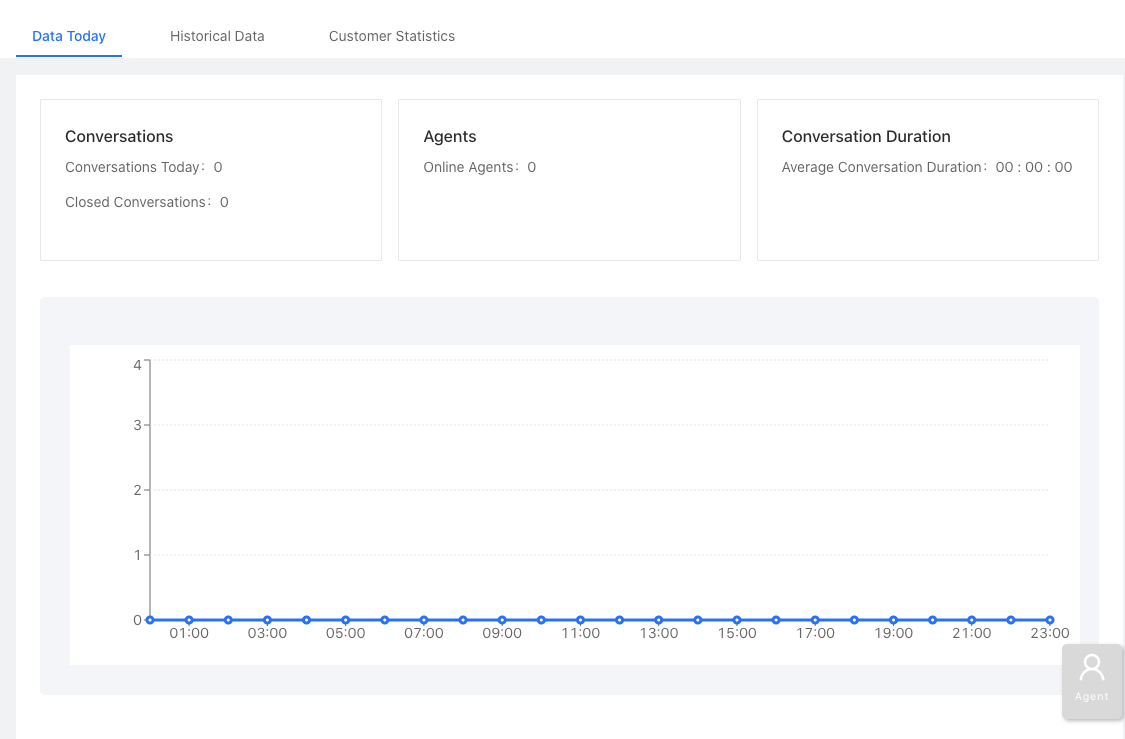 Data Today
Historical Data
Customer Statistics
Conversations
Conversations Today： 0
Closed Conversations： 0
Agents
Online Agents： 0
Conversation Duration
Average Conversation Duration： 00 : 00 : 00
4
3
2
1
0
01:00 03:00 05:00 07:00 09:00 11:00 13:00 15:00 17:00 19:00 21:00 23:00
Agent